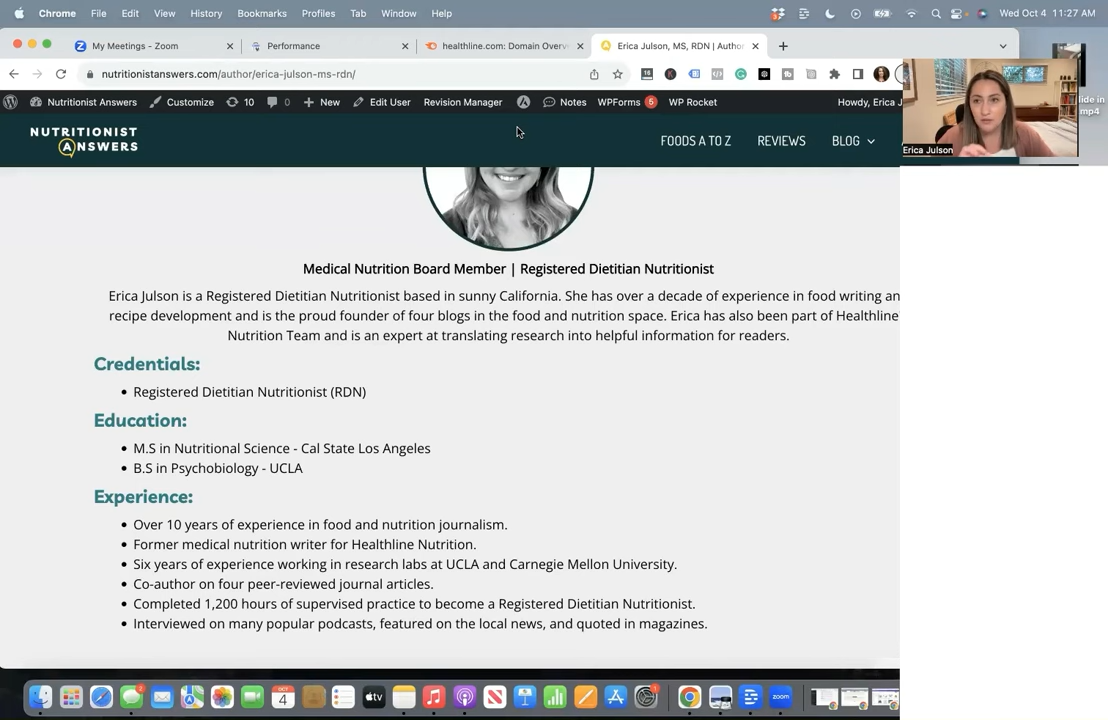 Chrome File Edit View History Bookmarks Profiles Tab Window Help Wed Oct 4 11:27 AM
My Meetings - Zoom Performance healthline.com: Domain Overv Erica Julson, MS, RDN | Author
nutritionistanswers.com/author/erica-julson-ms-rdn/
lide in
mp4
Nutritionist Answers Customize 10 0 New Edit User Revision Manager Notes WPForms 5 WP Rocket Howdy, Erica J
NUTRITIONIST
ANSWERS
FOODS A TO Z REVIEWS BLOG
Erica Julson
Medical Nutrition Board Member | Registered Dietitian Nutritionist
Erica Julson is a Registered Dietitian Nutritionist based in sunny California. She has over a decade of experience in food writing an
recipe development and is the proud founder of four blogs in the food and nutrition space. Erica has also been part of Healthline
Nutrition Team and is an expert at translating research into helpful information for readers.
Credentials:
Registered Dietitian Nutritionist (RDN)
Education:
M.S in Nutritional Science - Cal State Los Angeles
B.S in Psychobiology - UCLA
Experience:
Over 10 years of experience in food and nutrition journalism.
Former medical nutrition writer for Healthline Nutrition.
Six years of experience working in research labs at UCLA and Carnegie Mellon University.
Co-author on four peer-reviewed journal articles.
Completed 1,200 hours of supervised practice to become a Registered Dietitian Nutritionist.
Interviewed on many popular podcasts, featured on the local news, and quoted in magazines.
OCT
4
tv
zoom